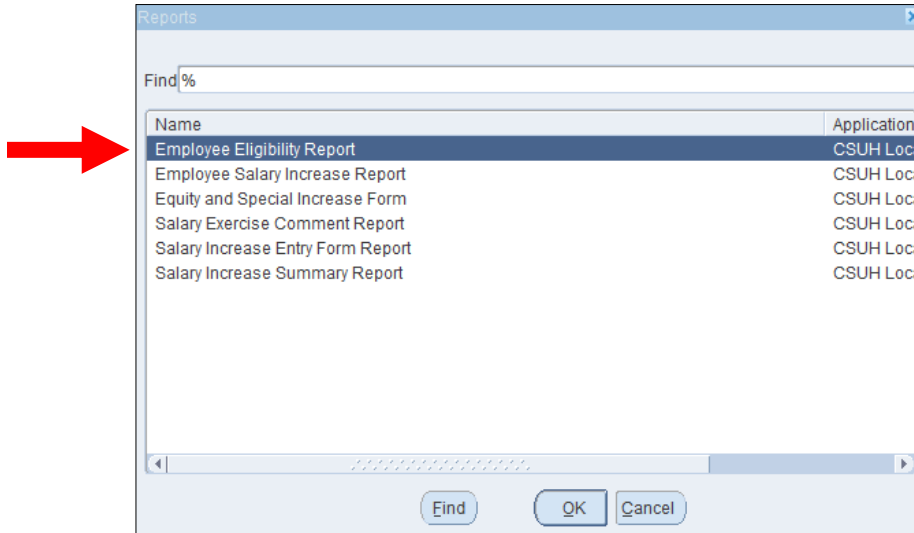 Reports
Find %
Name Application
Employee Eligibility Report CSUH Loc
Employee Salary Increase Report CSUH Loc
Equity and Special Increase Form CSUH Loc
Salary Exercise Comment Report CSUH Loc
Salary Increase Entry Form Report CSUH Loc
Salary Increase Summary Report CSUH Loc
Find OK Cancel